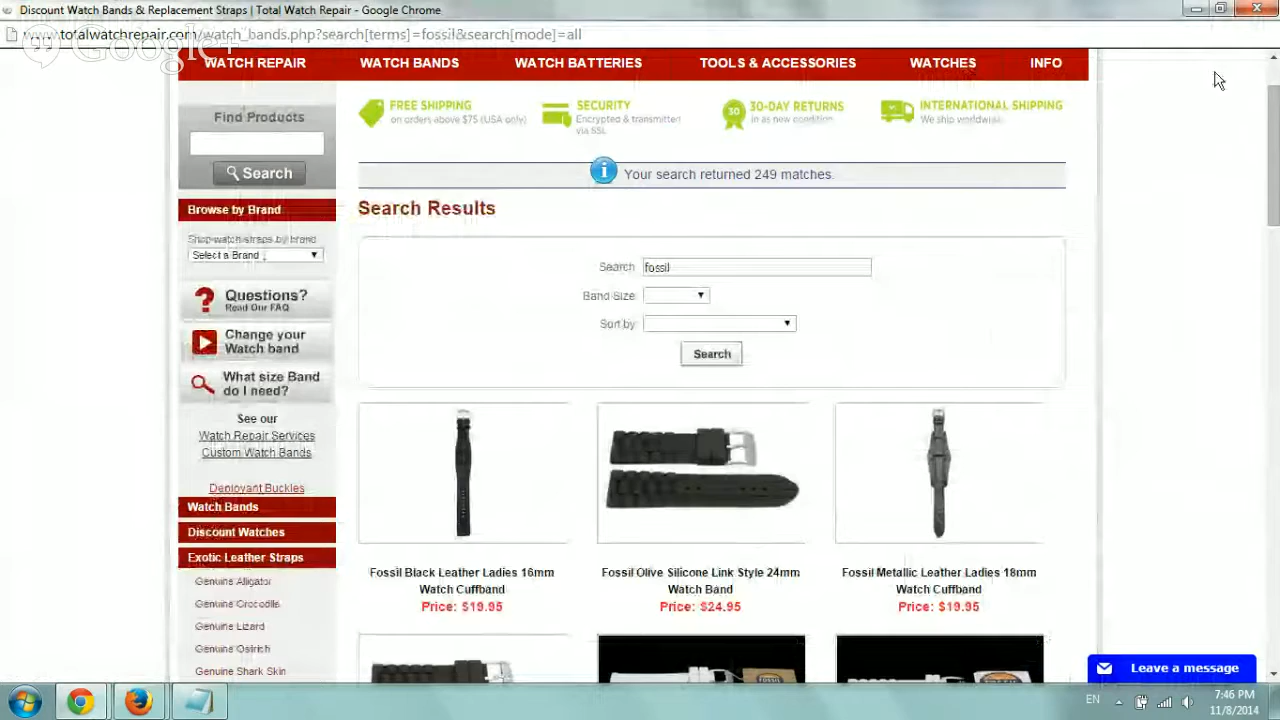 Discount Watch Bands & Replacement Straps | Total Watch Repair - Google Chrome
www.totalwatchrepair.com/watch_bands.php?search[terms]=fossil&search[mode]=all
Google+
WATCH REPAIR WATCH BANDS WATCH BATTERIES TOOLS & ACCESSORIES WATCHES INFO
Find Products
Search
FREE SHIPPING
on orders above $75 (USA only)
SECURITY
Encrypted & transmitted
via SSL
30
30-DAY RETURNS
in as new condition
INTERNATIONAL SHIPPING
We ship worldwide.
Your search returned 249 matches.
Browse by Brand
Shop watch straps by brand
Select a Brand
Questions?
Read Our FAQ
Change your
Watch band
What size Band
do I need?
See our
Watch Repair Services
Custom Watch Bands
Deployant Buckles
Watch Bands
Discount Watches
Exotic Leather Straps
Genuine Alligator
Genuine Crocodile
Genuine Lizard
Genuine Ostrich
Genuine Shark Skin
Search Results
Search fossil
Band Size
Sort by
Search
Fossil Black Leather Ladies 16mm
Watch Cuffband
Price: $19.95
Fossil Olive Silicone Link Style 24mm
Watch Band
Price: $24.95
Fossil Metallic Leather Ladies 18mm
Watch Cuffband
Price: $19.95
FOSSIL
Leave a message
EN
7:46 PM
11/8/2014